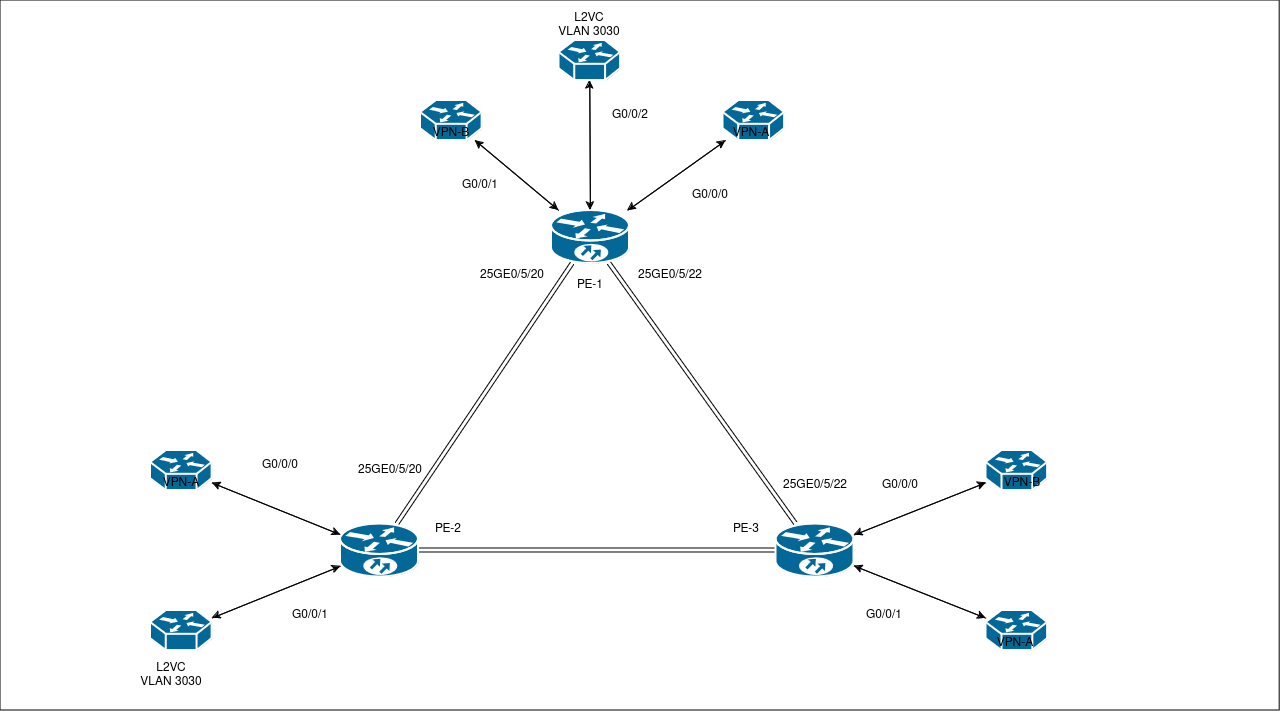 L2VC
VLAN 3030
G0/0/2
VPN-B
VPN-A
G0/0/1
G0/0/0
25GE0/5/20
25GE0/5/22
PE-1
G0/0/0
25GE0/5/20
VPN-A
25GE0/5/22
G0/0/0
VPN-B
PE-2
PE-3
G0/0/1
G0/0/1
VPN-A
L2VC
VLAN 3030